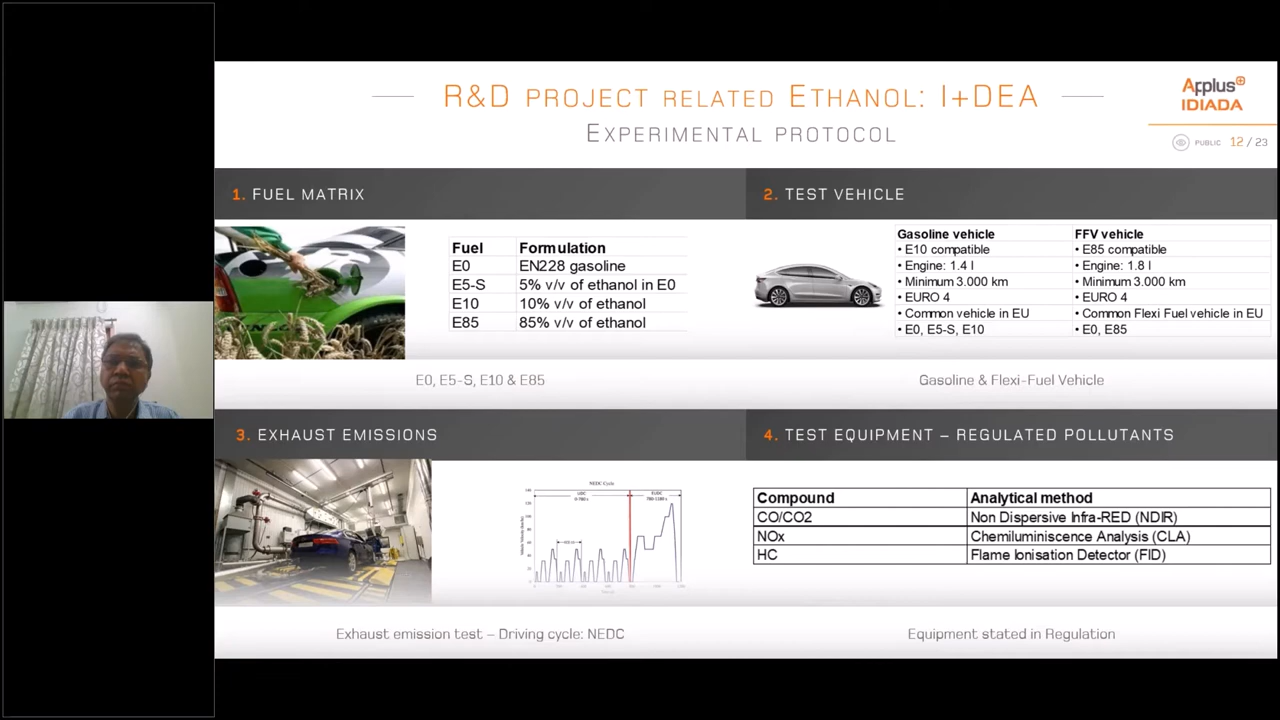 R&D PROJECT RELATED ETHANOL: I+DEA
EXPERIMENTAL PROTOCOL
Applus+
IDIADA
PUBLIC 12 / 23
1. FUEL MATRIX
Fuel Formulation
E0 EN228 gasoline
E5-S 5% v/v of ethanol in E0
E10 10% v/v of ethanol
E85 85% v/v of ethanol
E0, E5-S, E10 & E85
2. TEST VEHICLE
Gasoline vehicle FFV vehicle
• E10 compatible • E85 compatible
• Engine: 1.4 l • Engine: 1.8 l
• Minimum 3.000 km • Minimum 3.000 km
• EURO 4 • EURO 4
• Common vehicle in EU • Common Flexi Fuel vehicle in EU
• E0, E5-S, E10 • E0, E85
Gasoline & Flexi-Fuel Vehicle
3. EXHAUST EMISSIONS
NEDC Cycle
Exhaust emission test – Driving cycle: NEDC
4. TEST EQUIPMENT – REGULATED POLLUTANTS
Compound Analytical method
CO/CO2 Non Dispersive Infra-RED (NDIR)
NOx Chemiluminiscence Analysis (CLA)
HC Flame Ionisation Detector (FID)
Equipment stated in Regulation